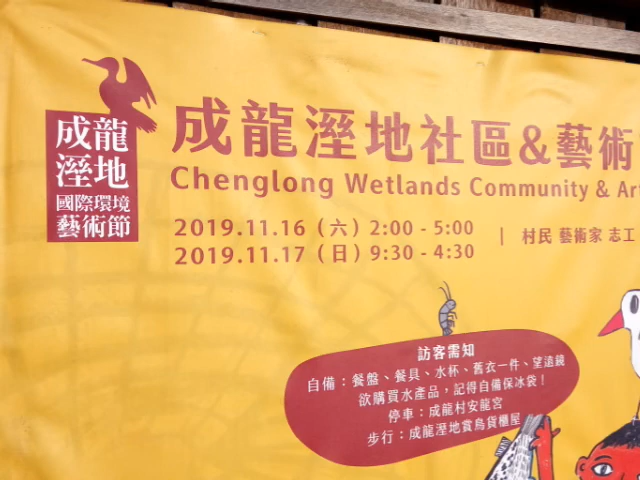 成龍
溼地
國際環境
藝術節
成龍溼地社區&藝術
Chenglong Wetlands Community & Ar
2019.11.16（六）2:00 - 5:00
2019.11.17（日）9:30 - 4:30
| 村民 藝術家 志工
訪客需知
自備：餐盤、餐具、水杯、舊衣一件、望遠鏡
欲購買水產品，記得自備保冰袋！
停車：成龍村安龍宮
步行：成龍溼地賞鳥貨櫃屋